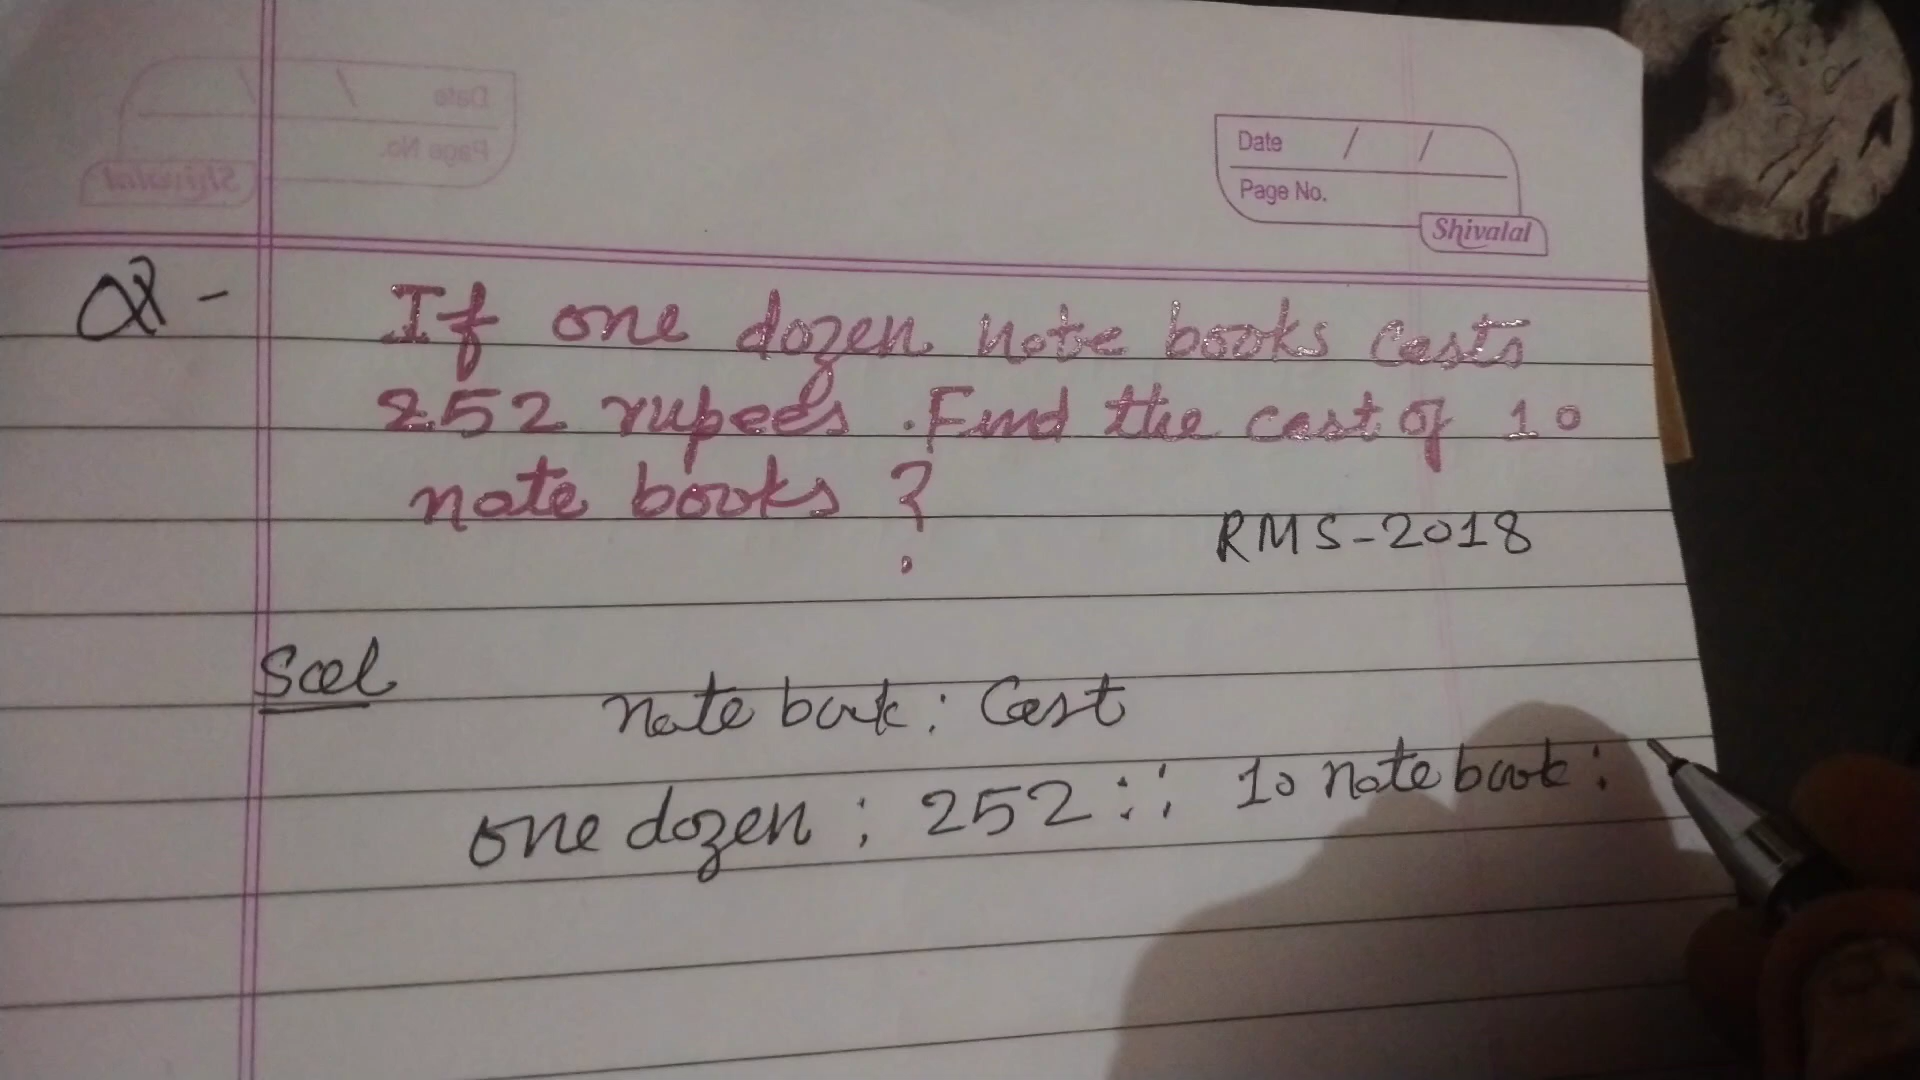 Date / /
Page No.
Shivalal
Q -
If one dozen note books costs
252 rupees. Find the cost of 10
note books ?
RMS-2018
Sol
note book : Cost
one dozen : 252 :: 10 note book :